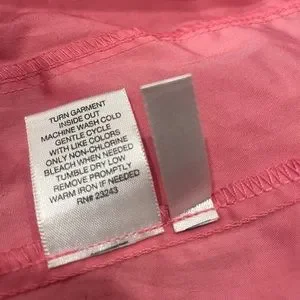 TURN GARMENT
INSIDE OUT
MACHINE WASH COLD
GENTLE CYCLE
WITH LIKE COLORS
ONLY NON-CHLORINE
BLEACH WHEN NEEDED
TUMBLE DRY LOW
REMOVE PROMPTLY
WARM IRON IF NEEDED
RN# 23243